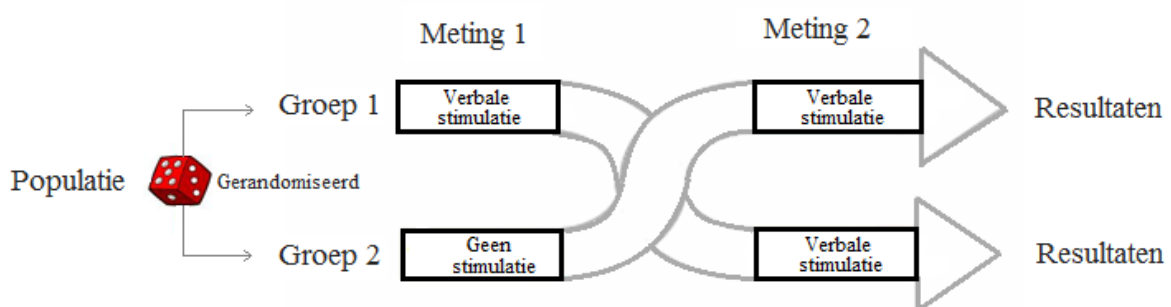 Meting 1
Meting 2
Groep 1
Verbale
stimulatie
Verbale
stimulatie
Resultaten
Populatie
Gerandomiseerd
Groep 2
Geen
stimulatie
Verbale
stimulatie
Resultaten